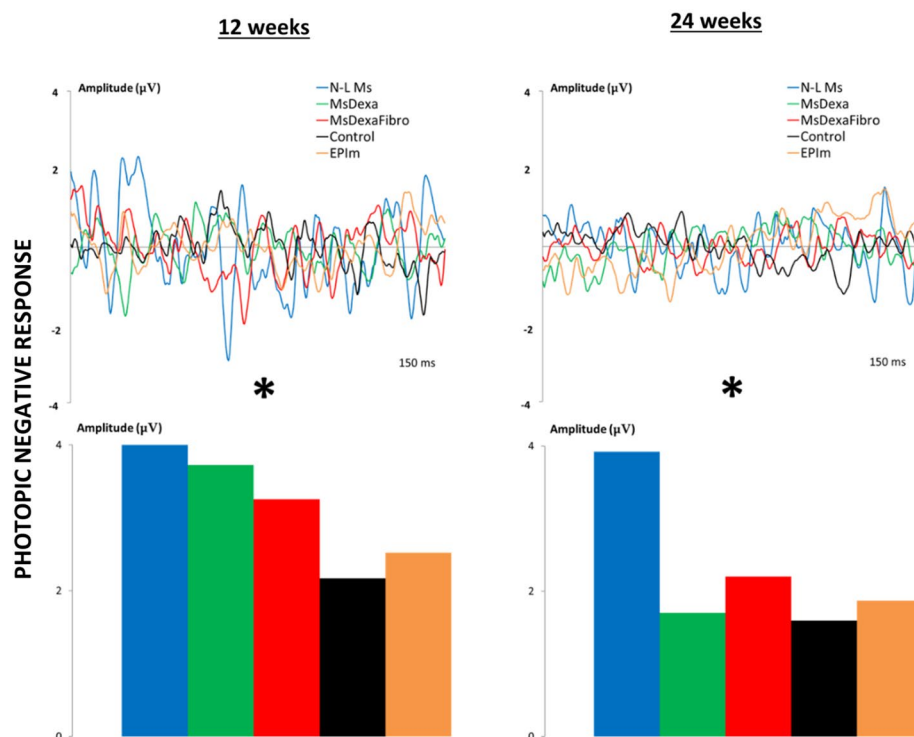 12 weeks
24 weeks
PHOTOPIC NEGATIVE RESPONSE
Amplitude (µV)
4
2
0
-2
-4
N-L Ms
MsDexa
MsDexaFibro
Control
EPIm
150 ms
*
Amplitude (µV)
4
2
0
-2
-4
N-L Ms
MsDexa
MsDexaFibro
Control
EPIm
150 ms
*
Amplitude (µV)
4
2
0
Amplitude (µV)
4
2
0